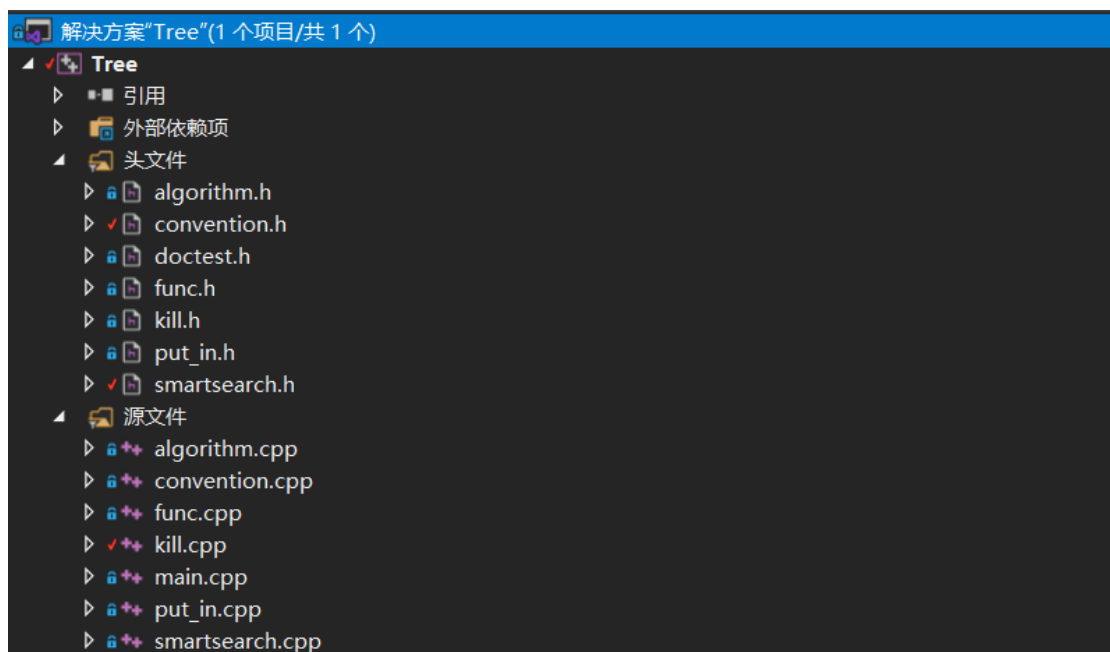 解决方案“Tree”(1 个项目/共 1 个)
Tree
引用
外部依赖项
头文件
algorithm.h
convention.h
doctest.h
func.h
kill.h
put_in.h
smartsearch.h
源文件
algorithm.cpp
convention.cpp
func.cpp
kill.cpp
main.cpp
put_in.cpp
smartsearch.cpp